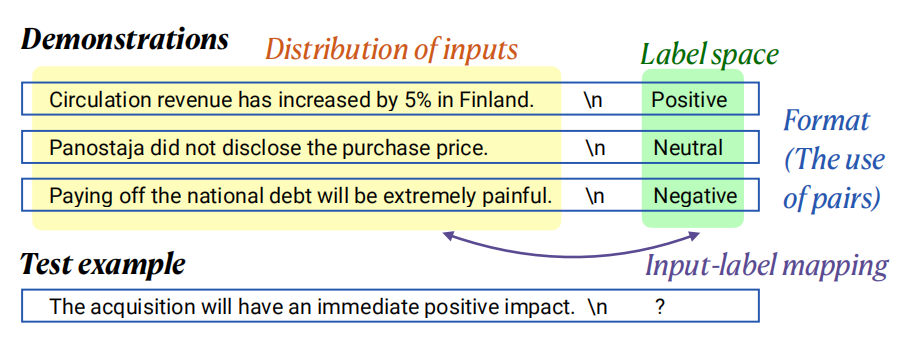 Demonstrations
Distribution of inputs
Label space
Circulation revenue has increased by 5% in Finland. \n Positive
Panostaja did not disclose the purchase price. \n Neutral
Paying off the national debt will be extremely painful. \n Negative
Format
(The use
of pairs)
Test example
Input-label mapping
The acquisition will have an immediate positive impact. \n ?